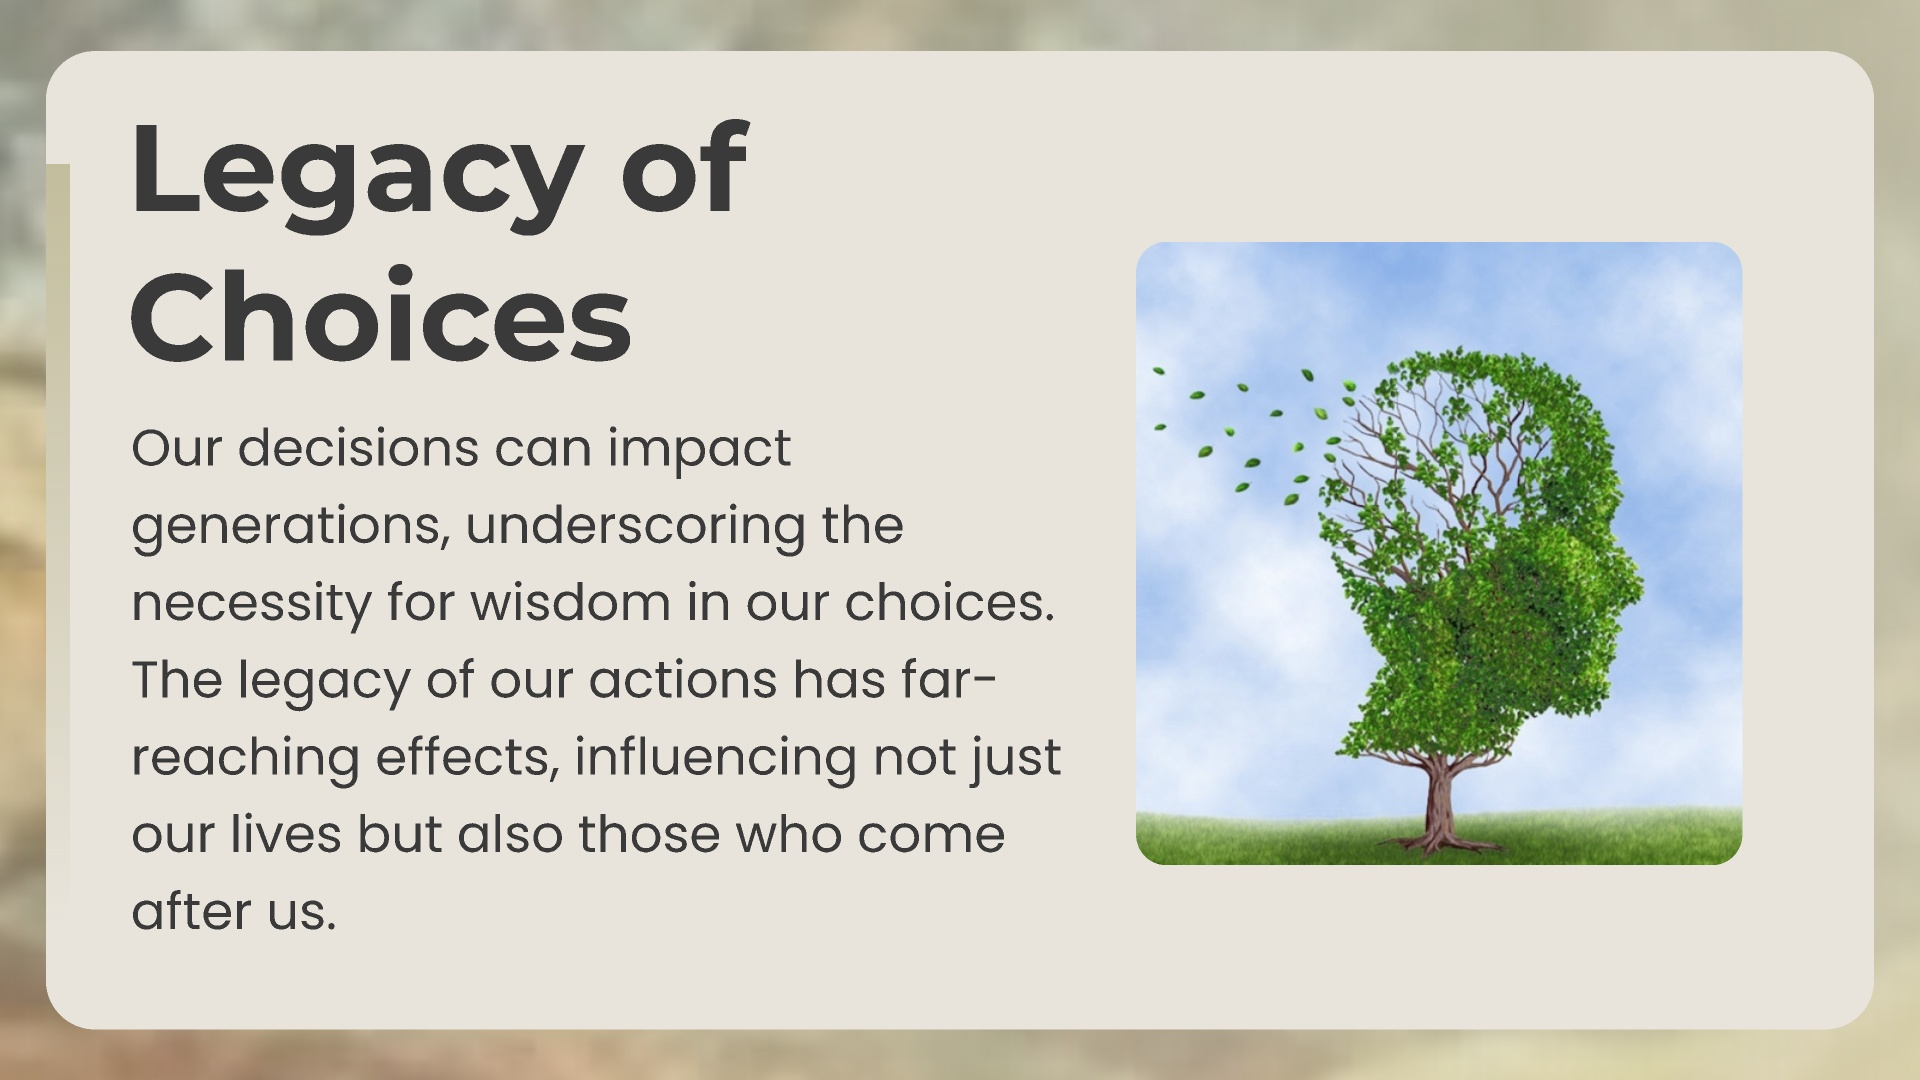 Legacy of
Choices
Our decisions can impact
generations, underscoring the
necessity for wisdom in our choices.
The legacy of our actions has far-
reaching effects, influencing not just
our lives but also those who come
after us.